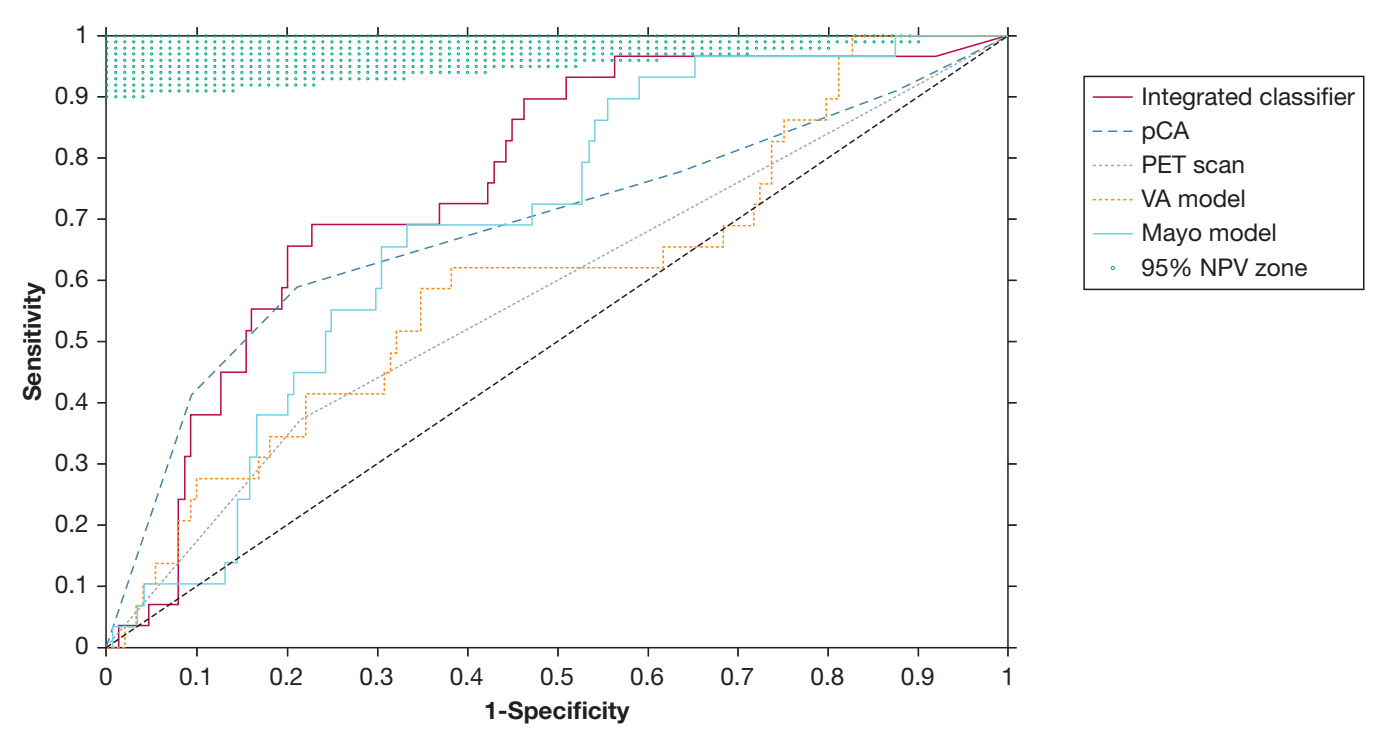 1
0.9
0.8
0.7
0.6
0.5
0.4
0.3
0.2
0.1
0
Sensitivity
0 0.1 0.2 0.3 0.4 0.5 0.6 0.7 0.8 0.9 1
1-Specificity
Integrated classifier
pCA
PET scan
VA model
Mayo model
95% NPV zone